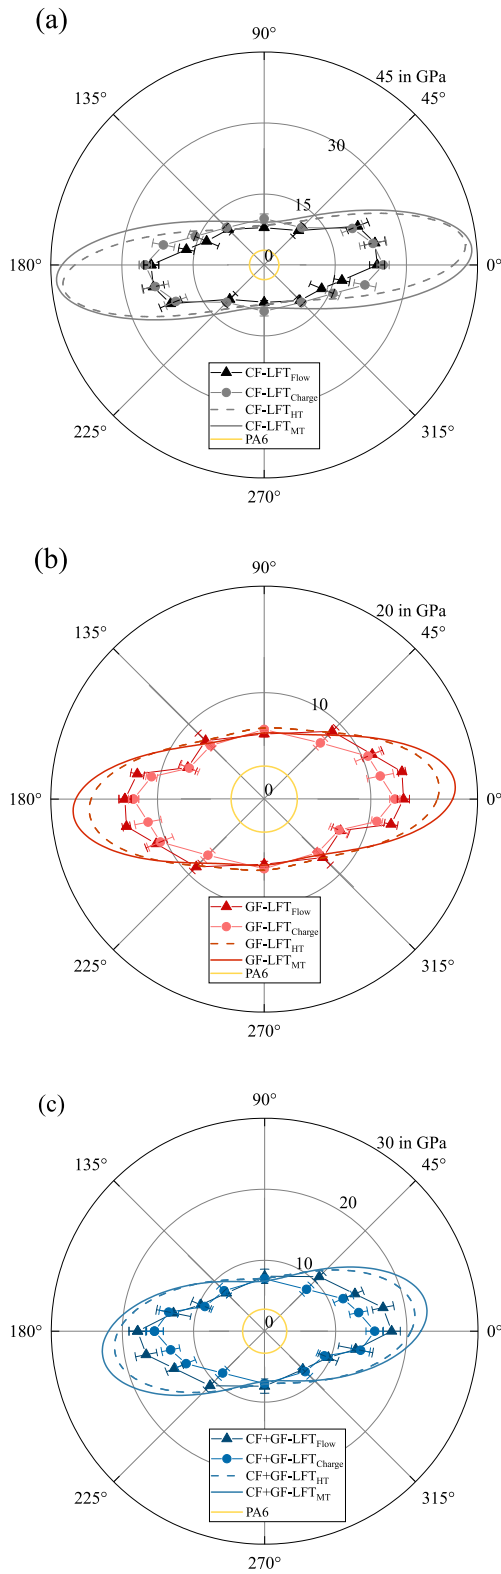 (a)
90°
45 in GPa
135°
45°
30
15
180°
0
0°
CF-LFT_Flow
CF-LFT_Charge
CF-LFT_HT
CF-LFT_MT
PA6
225°
315°
270°
(b)
90°
20 in GPa
135°
45°
10
180°
0
0°
GF-LFT_Flow
GF-LFT_Charge
GF-LFT_HT
GF-LFT_MT
PA6
225°
315°
270°
(c)
90°
30 in GPa
135°
45°
20
10
180°
0
0°
CF+GF-LFT_Flow
CF+GF-LFT_Charge
CF+GF-LFT_HT
CF+GF-LFT_MT
PA6
225°
315°
270°